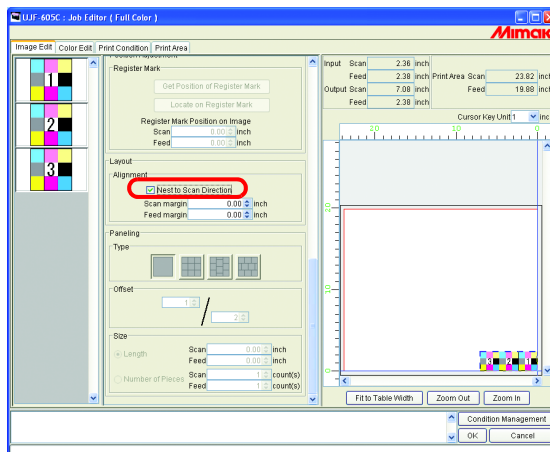 UJF-605C : Job Editor ( Full Color )
Mimaki
Image Edit Color Edit Print Condition Print Area
1
2
3
Register Mark
Get Position of Register Mark
Locate on Register Mark
Register Mark Position on Image
Scan 0.00 inch
Feed 0.00 inch
Layout
Alignment
Nest to Scan Direction
Scan margin 0.00 inch
Feed margin 0.00 inch
Paneling
Type
Offset
1 / 2
Size
Length
Scan 0.00 inch
Feed 0.00 inch
Number of Pieces
Scan 1 count(s)
Feed 1 count(s)
Input Scan 2.36 inch
Feed 2.38 inch Print Area Scan 23.82 inch
Output Scan 7.08 inch Feed 19.88 inch
Feed 2.38 inch
Cursor Key Unit 1 inc
20 10 0
20
0
3 2 1
Fit to Table Width Zoom Out Zoom In
Condition Management
OK Cancel